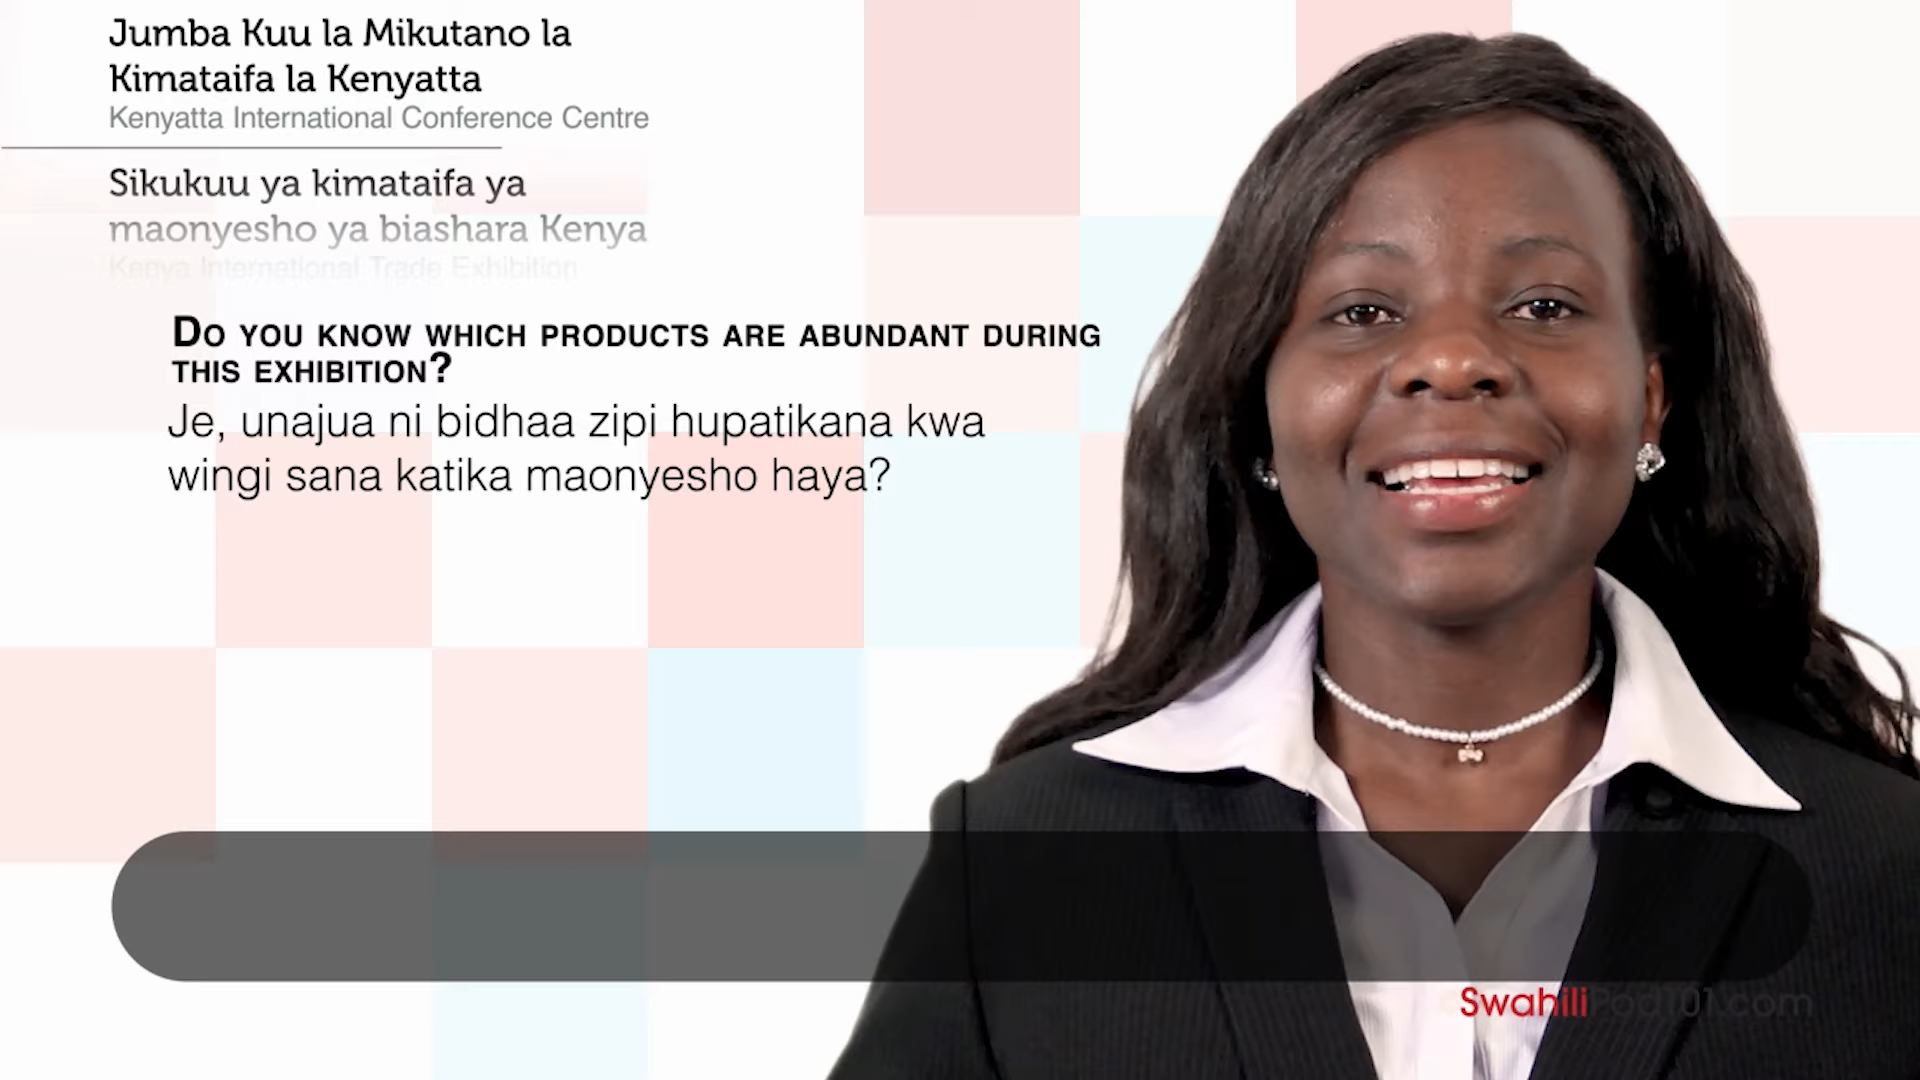 Jumba Kuu la Mikutano la
Kimataifa la Kenyatta
Kenyatta International Conference Centre
Sikukuu ya kimataifa ya
maonyesho ya biashara Kenya
Kenya International Trade Exhibition
Do you know which products are abundant during
this exhibition?
Je, unajua ni bidhaa zipi hupatikana kwa
wingi sana katika maonyesho haya?
SwahiliPod101.com